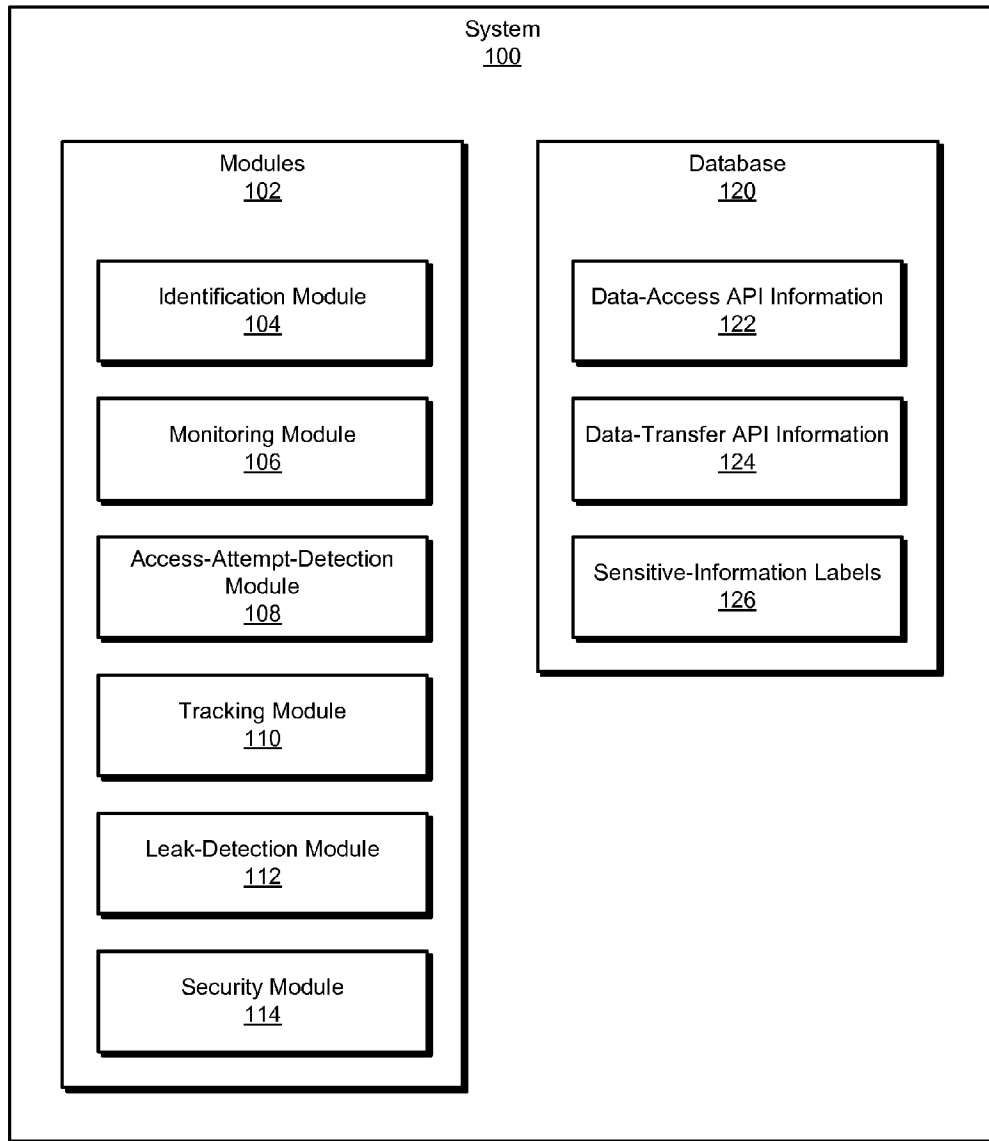 System
100
Modules
102
Identification Module
104
Monitoring Module
106
Access-Attempt-Detection
Module
108
Tracking Module
110
Leak-Detection Module
112
Security Module
114
Database
120
Data-Access API Information
122
Data-Transfer API Information
124
Sensitive-Information Labels
126